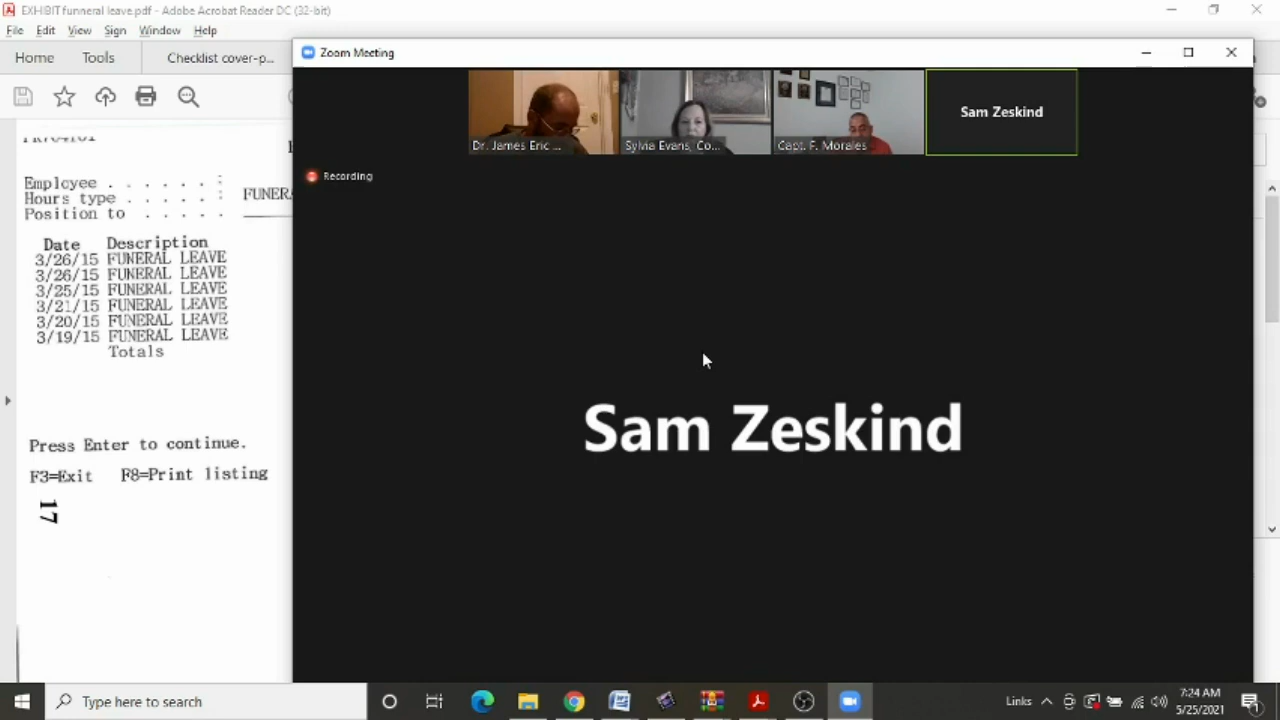 EXHIBIT funneral leave.pdf - Adobe Acrobat Reader DC (32-bit)
File Edit View Sign Window Help
Home Tools Checklist cover-p...
Zoom Meeting
Dr. James Eric ...
Sylvia Evans, Co...
Capt. F. Morales
Sam Zeskind
Recording
Employee . . . . . . :
Hours type . . . . . : FUNERA
Position to . . . . .
Date Description
3/26/15 FUNERAL LEAVE
3/26/15 FUNERAL LEAVE
3/25/15 FUNERAL LEAVE
3/21/15 FUNERAL LEAVE
3/20/15 FUNERAL LEAVE
3/19/15 FUNERAL LEAVE
Totals
Sam Zeskind
Press Enter to continue.
F3=Exit F8=Print listing
17
Type here to search
Links
7:24 AM
5/25/2021